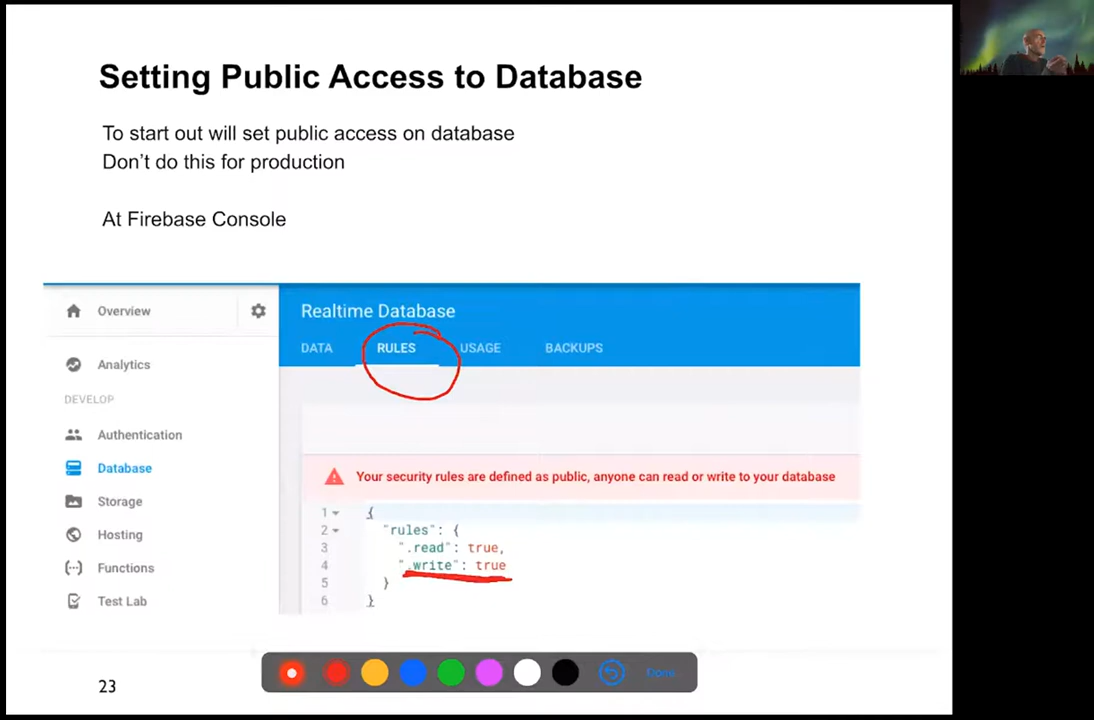 Setting Public Access to Database
To start out will set public access on database
Don't do this for production
At Firebase Console
Overview
Realtime Database
DATA RULES USAGE BACKUPS
Analytics
DEVELOP
Authentication
Database
Your security rules are defined as public, anyone can read or write to your database
Storage
1 {
2 "rules": {
Hosting
3 ".read": true,
4 ".write": true
Functions
5 }
6 }
Test Lab
Done
23